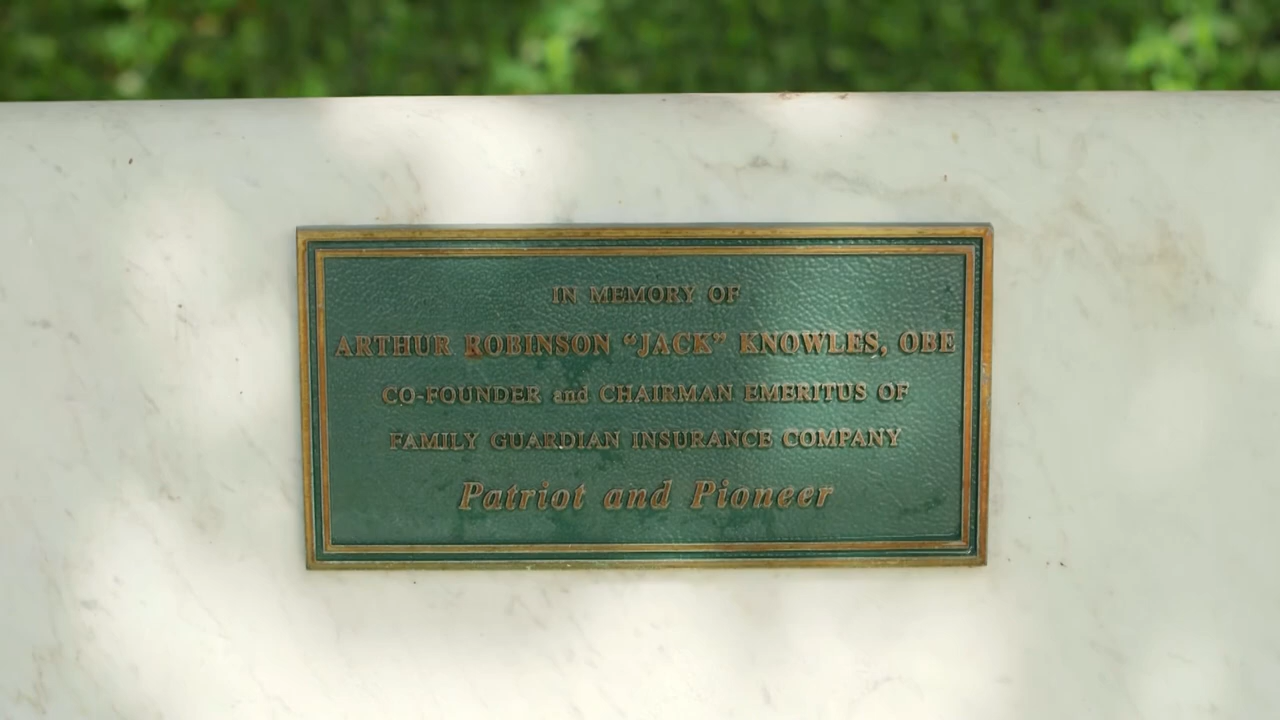 IN MEMORY OF
ARTHUR ROBINSON “JACK” KNOWLES, OBE
CO-FOUNDER and CHAIRMAN EMERITUS OF
FAMILY GUARDIAN INSURANCE COMPANY
Patriot and Pioneer